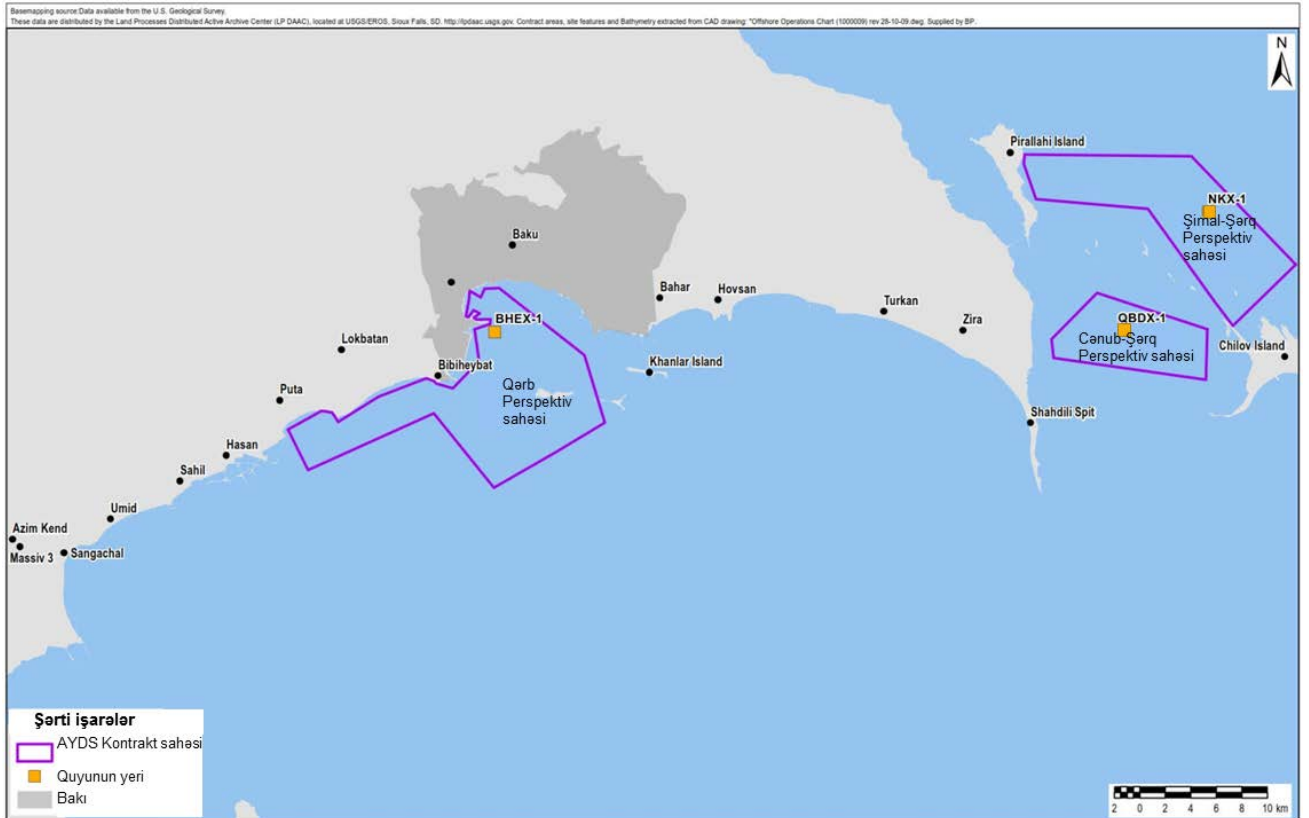 Basemapping source:Data available from the U.S. Geological Survey.
These data are distributed by the Land Processes Distributed Active Archive Center (LP DAAC), located at USGS/EROS, Sioux Falls, SD. http://lpdaac.usgs.gov. Contract areas, site features and Bathymetry extracted from CAD drawing: "Offshore Operations Chart (1000009) rev 28-10-09.dwg. Supplied by BP.
N
Pirallahi Island
NKX-1
Şimal-Şərq
Perspektiv
sahəsi
Baku
Bahar
Hovsan
Turkan
Zira
BHEX-1
QBDX-1
Cənub-Şərq
Perspektiv sahəsi
Chilov Island
Lokbatan
Bibiheybat
Khanlar Island
Qərb
Perspektiv
sahəsi
Puta
Shahdili Spit
Hasan
Sahil
Umid
Azim Kend
Massiv 3
Sangachal
Şərti işarələr
AYDS Kontrakt sahəsi
Quyunun yeri
Bakı
2 0 2 4 6 8 10 km